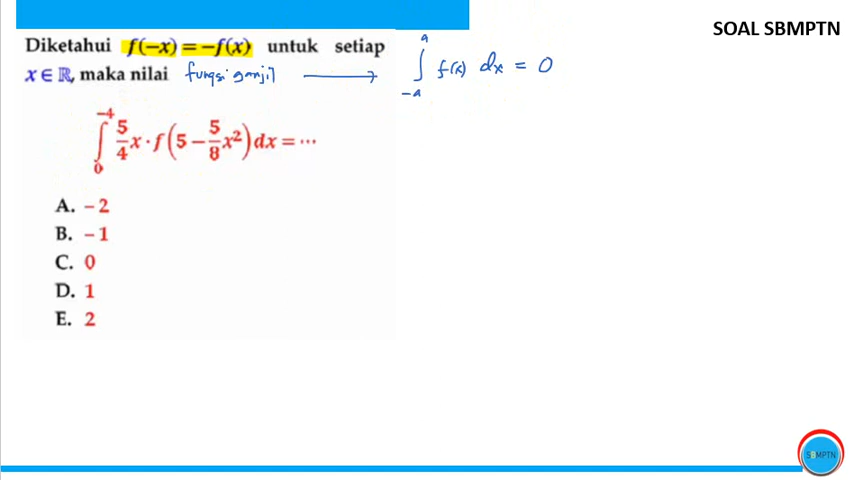 SOAL SBMPTN
Diketahui f(−x) = −f(x) untuk setiap
x ∈ ℝ, maka nilai fungsi ganjil ⟶ ∫_{-a}^{a} f(x) dx = 0
∫_{0}^{-4} 5/4 x · f(5 − 5/8 x²) dx = ⋯
A. −2
B. −1
C. 0
D. 1
E. 2
SBMPTN